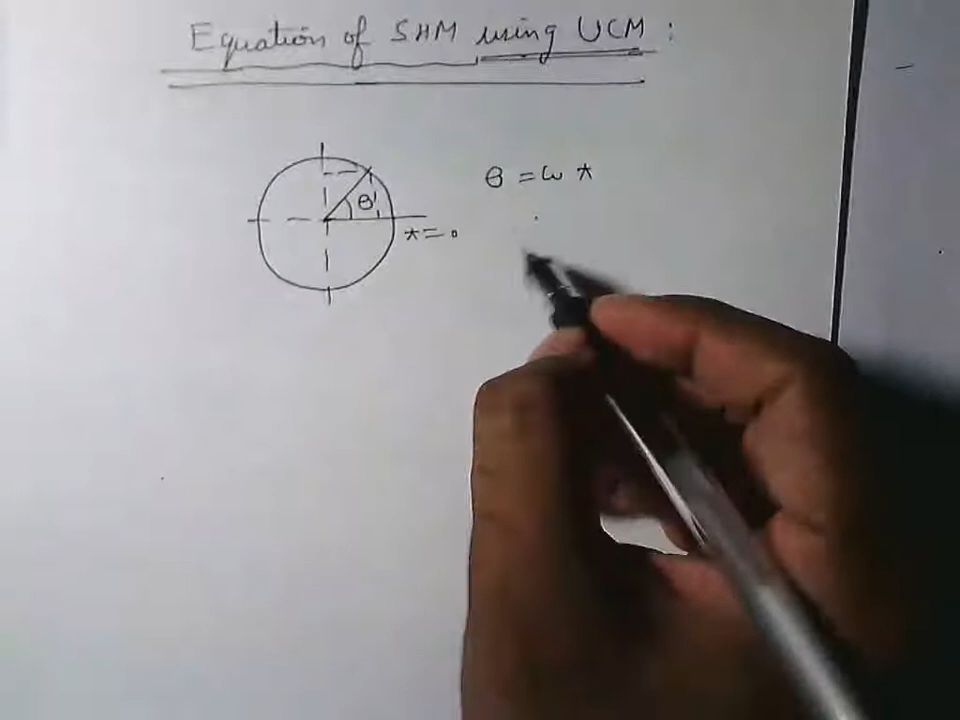 Equation of SHM using UCM :
θ = ω t
θ
t = 0